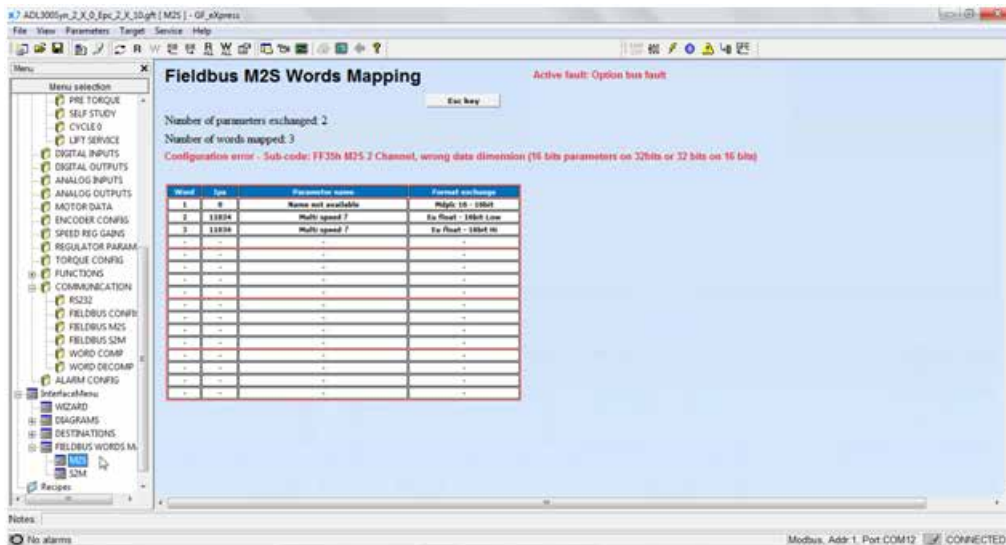 ADL300Syn_2_X_0_Epc_2_X_10.gft [ M2S ] - GF_eXpress
File View Parameters Target Service Help
Menu
Menu selection
PRE TORQUE
SELF STUDY
CYCLE 0
LIFT SERVICE
DIGITAL INPUTS
DIGITAL OUTPUTS
ANALOG INPUTS
ANALOG OUTPUTS
MOTOR DATA
ENCODER CONFIG
SPEED REG GAINS
REGULATOR PARAM
TORQUE CONFIG
FUNCTIONS
COMMUNICATION
RS232
FIELDBUS CONFI
FIELDBUS M2S
FIELDBUS S2M
WORD COMP
WORD DECOMP
ALARM CONFIG
InterfaceMenu
WIZARD
DIAGRAMS
DESTINATIONS
FIELDBUS WORDS M
M2S
S2M
Recipes
Fieldbus M2S Words Mapping
Active fault: Option bus fault
Esc key
Number of parameters exchanged: 2
Number of words mapped: 3
Configuration error - Sub-code: FF35h M2S 2 Channel, wrong data dimension (16 bits parameters on 32bits or 32 bits on 16 bits)
Word Ipa Parameter name Format exchange
1 0 Name not available Mdplc 16 - 16bit
2 11034 Multi speed 7 Eu float - 16bit Low
3 11034 Multi speed 7 Eu float - 16bit Hi
- - - -
- - - -
- - - -
- - - -
- - - -
- - - -
- - - -
- - - -
- - - -
- - - -
- - - -
- - - -
- - - -
Notes:
No alarms
Modbus, Addr 1, Port COM12
CONNECTED